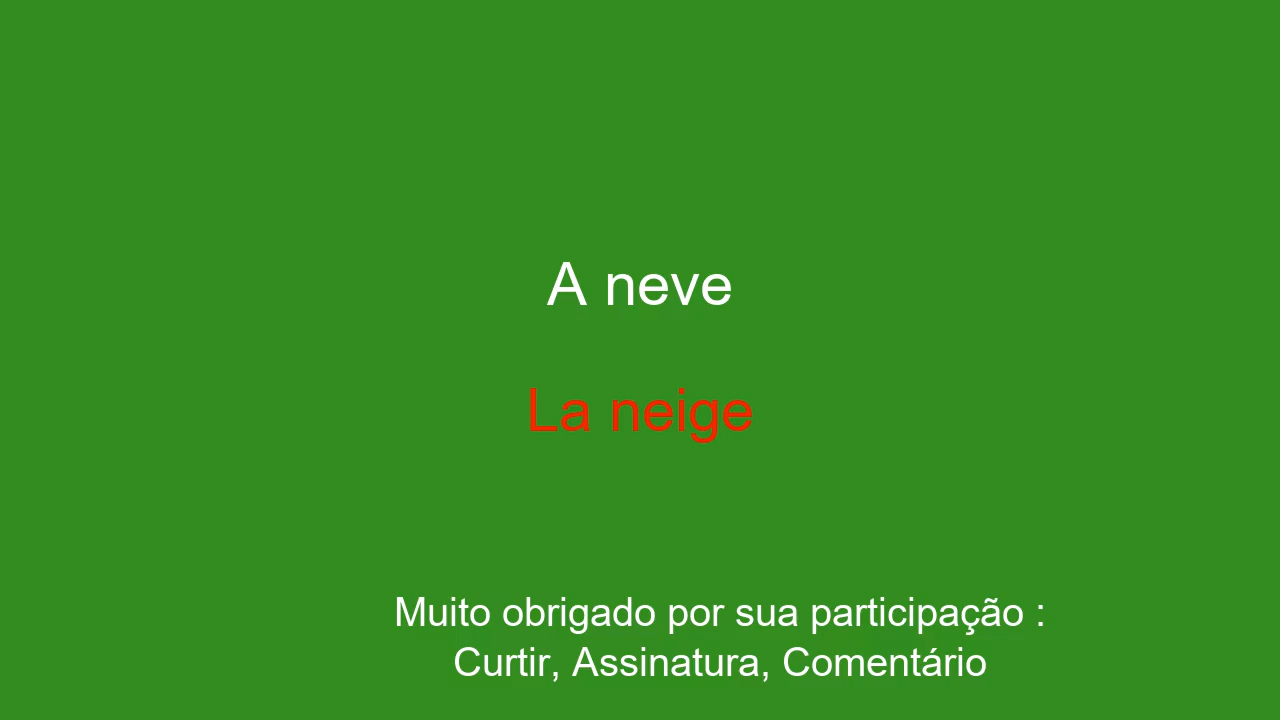 A neve
La neige
Muito obrigado por sua participação :
Curtir, Assinatura, Comentário